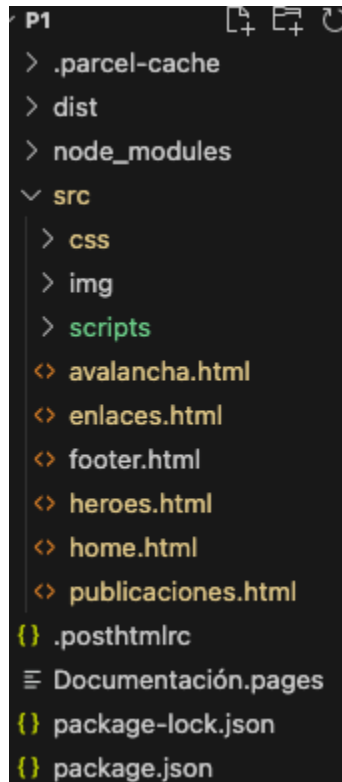 P1
.parcel-cache
dist
node_modules
src
css
img
scripts
avalancha.html
enlaces.html
footer.html
heroes.html
home.html
publicaciones.html
.posthtmlrc
Documentación.pages
package-lock.json
package.json